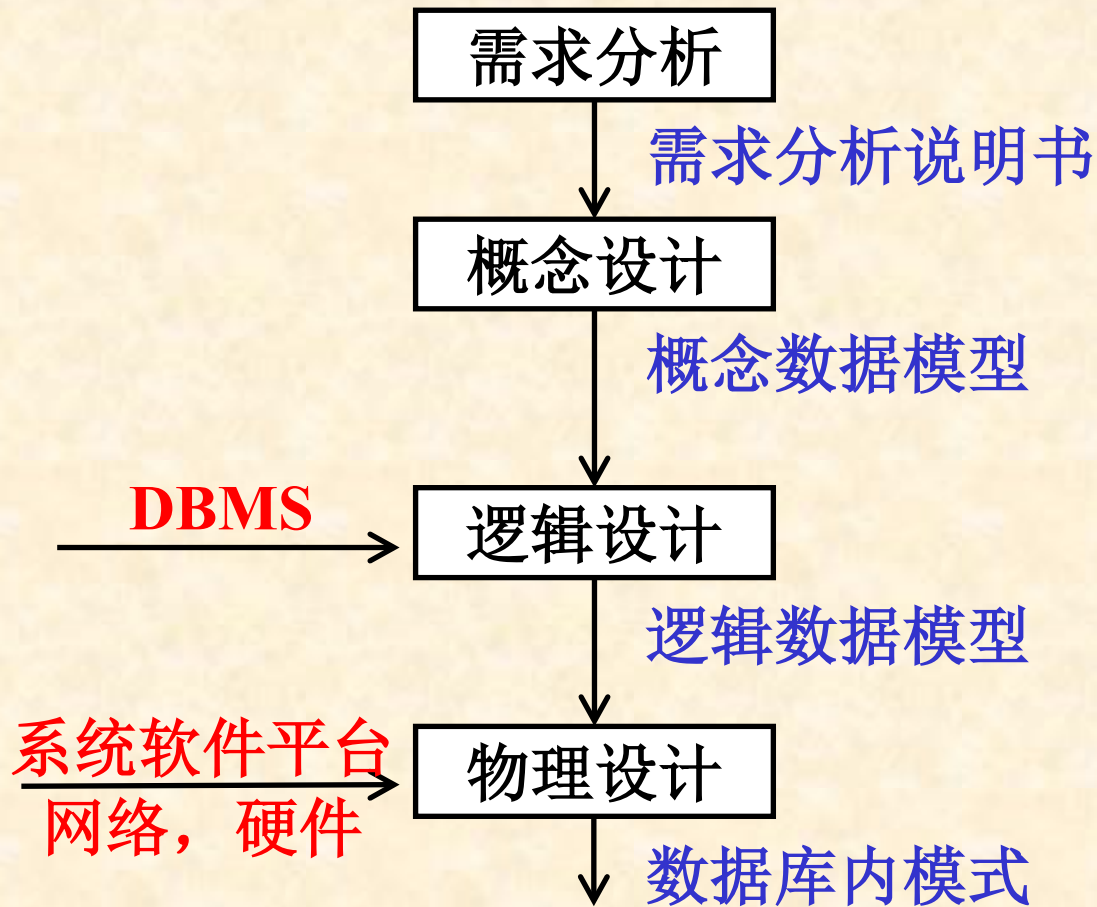 需求分析
需求分析说明书
概念设计
概念数据模型
DBMS
逻辑设计
逻辑数据模型
系统软件平台
网络，硬件
物理设计
数据库内模式